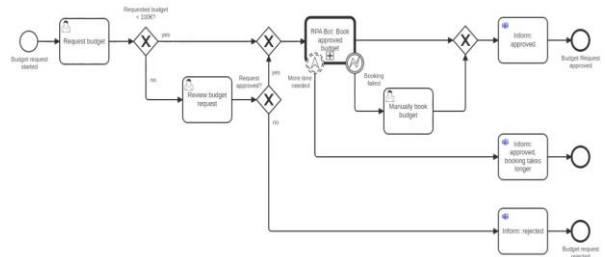 Requested budget
< 100K?
Request budget
yes
RPA Bot: Book
approved
budget
Inform:
approved
Budget request
started
Budget Request
approved
no
Request
approved?
yes
More time
needed
Booking
failed
Review budget
request
Manually book
budget
no
Inform:
approved,
booking takes
longer
Inform: rejected
Budget request
rejected